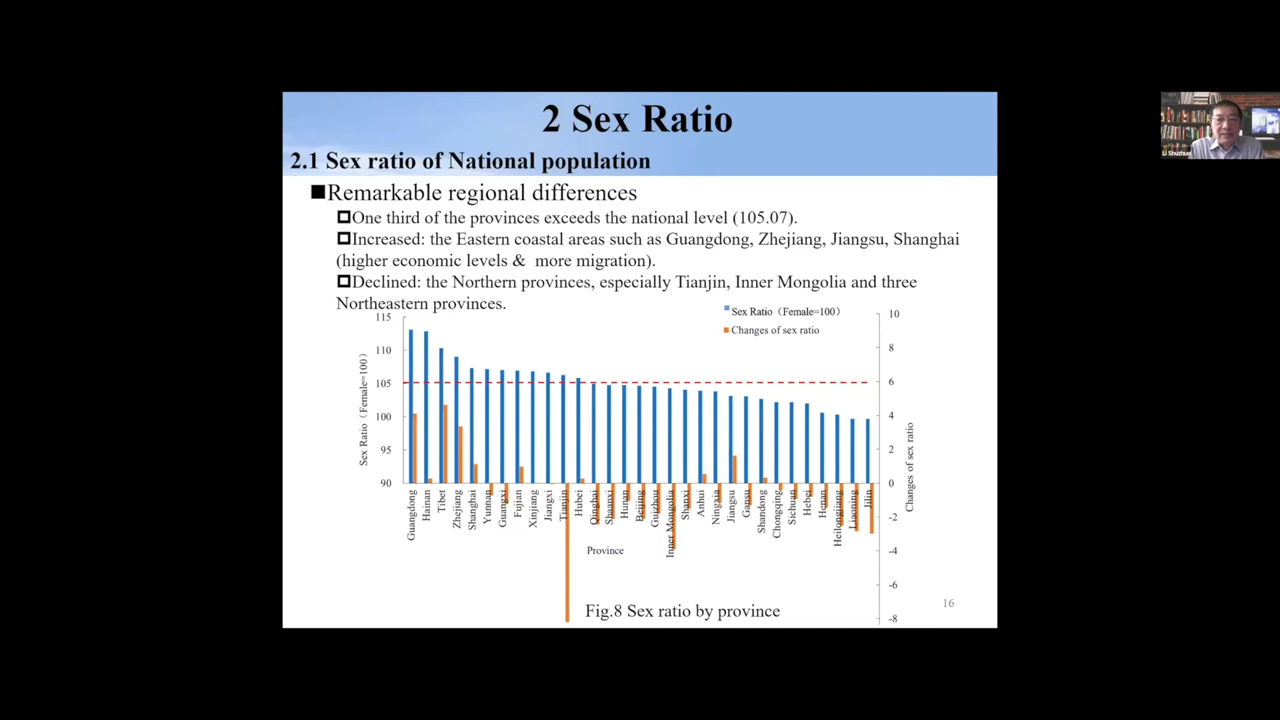 2 Sex Ratio
2.1 Sex ratio of National population
Remarkable regional differences
One third of the provinces exceeds the national level (105.07).
Increased: the Eastern coastal areas such as Guangdong, Zhejiang, Jiangsu, Shanghai
(higher economic levels & more migration).
Declined: the Northern provinces, especially Tianjin, Inner Mongolia and three
Northeastern provinces.
Sex Ratio（Female=100）
Changes of sex ratio
Sex Ratio（Female=100）
115
110
105
100
95
90
10
8
6
4
2
0
-2
-4
-6
-8
Changes of sex ratio
Guangdong
Hainan
Tibet
Zhejiang
Shanghai
Yunnan
Guangxi
Fujian
Xinjiang
Jiangxi
Tianjin
Hubei
Qinghai
Shaanxi
Hunan
Beijing
Guizhou
Inner Mongolia
Shanxi
Anhui
Ningxia
Jiangsu
Gansu
Shandong
Chongqing
Sichuan
Hebei
Henan
Heilongjiang
Liaoning
Jilin
Province
Fig.8 Sex ratio by province
16
Li Shuzhuo